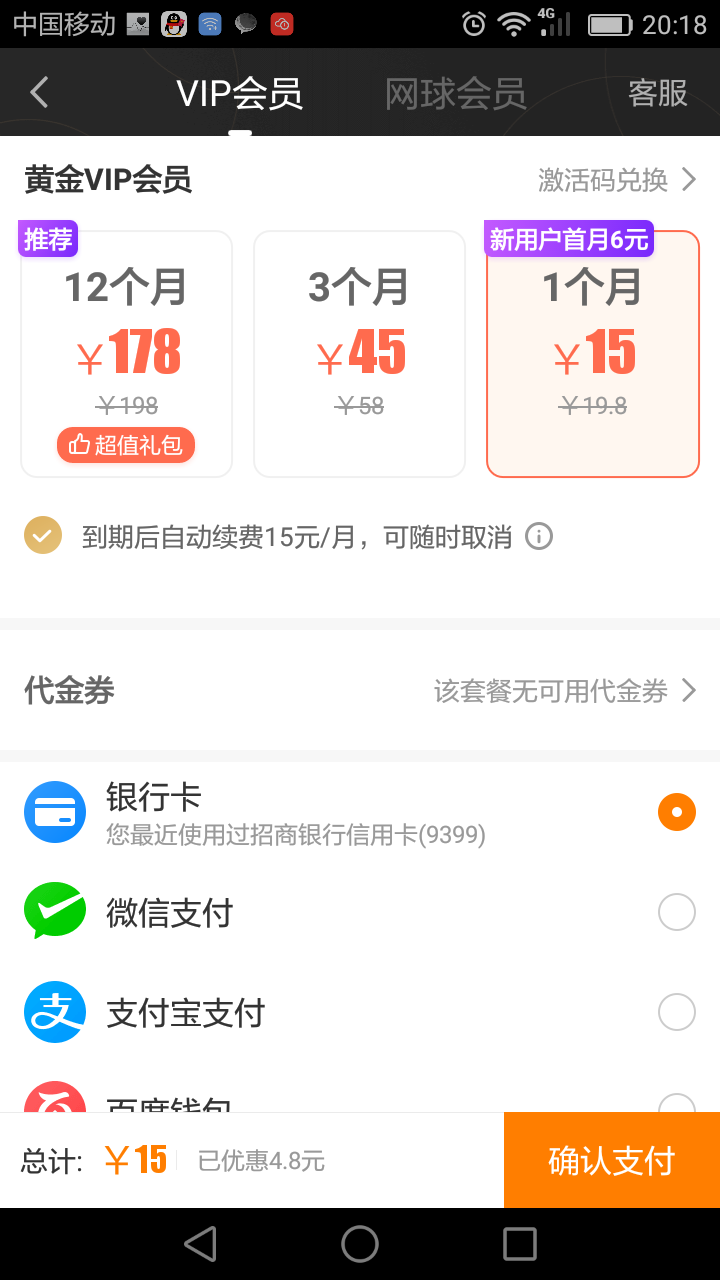 中国移动
4G
20:18
VIP会员
网球会员
客服
黄金VIP会员
激活码兑换
推荐
新用户首月6元
12个月
3个月
1个月
￥178
￥45
￥15
￥198
￥58
￥19.8
超值礼包
到期后自动续费15元/月，可随时取消
代金券
该套餐无可用代金券
银行卡
您最近使用过招商银行信用卡(9399)
微信支付
支付宝支付
百度钱包
总计: ￥15
已优惠4.8元
确认支付